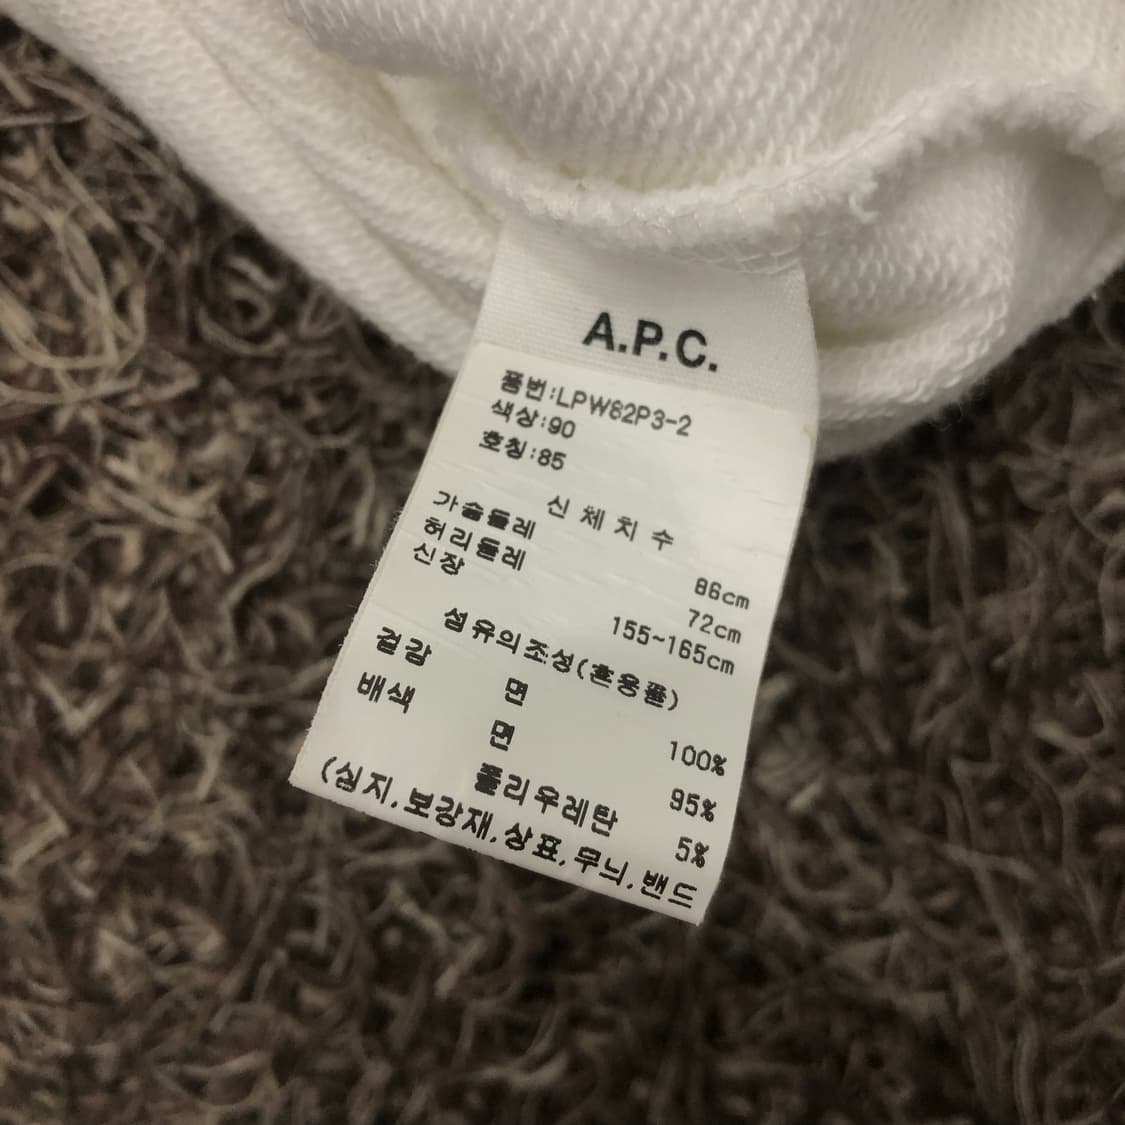 A.P.C.
품번:LPW82P3-2
색상:90
호칭:85
신체치수
가슴둘레 86cm
허리둘레 72cm
신장 155~165cm
섬유의조성(혼용률)
겉감 면 100%
배색 면 95%
폴리우레탄 5%
(심지,보강재,상표,무늬,밴드